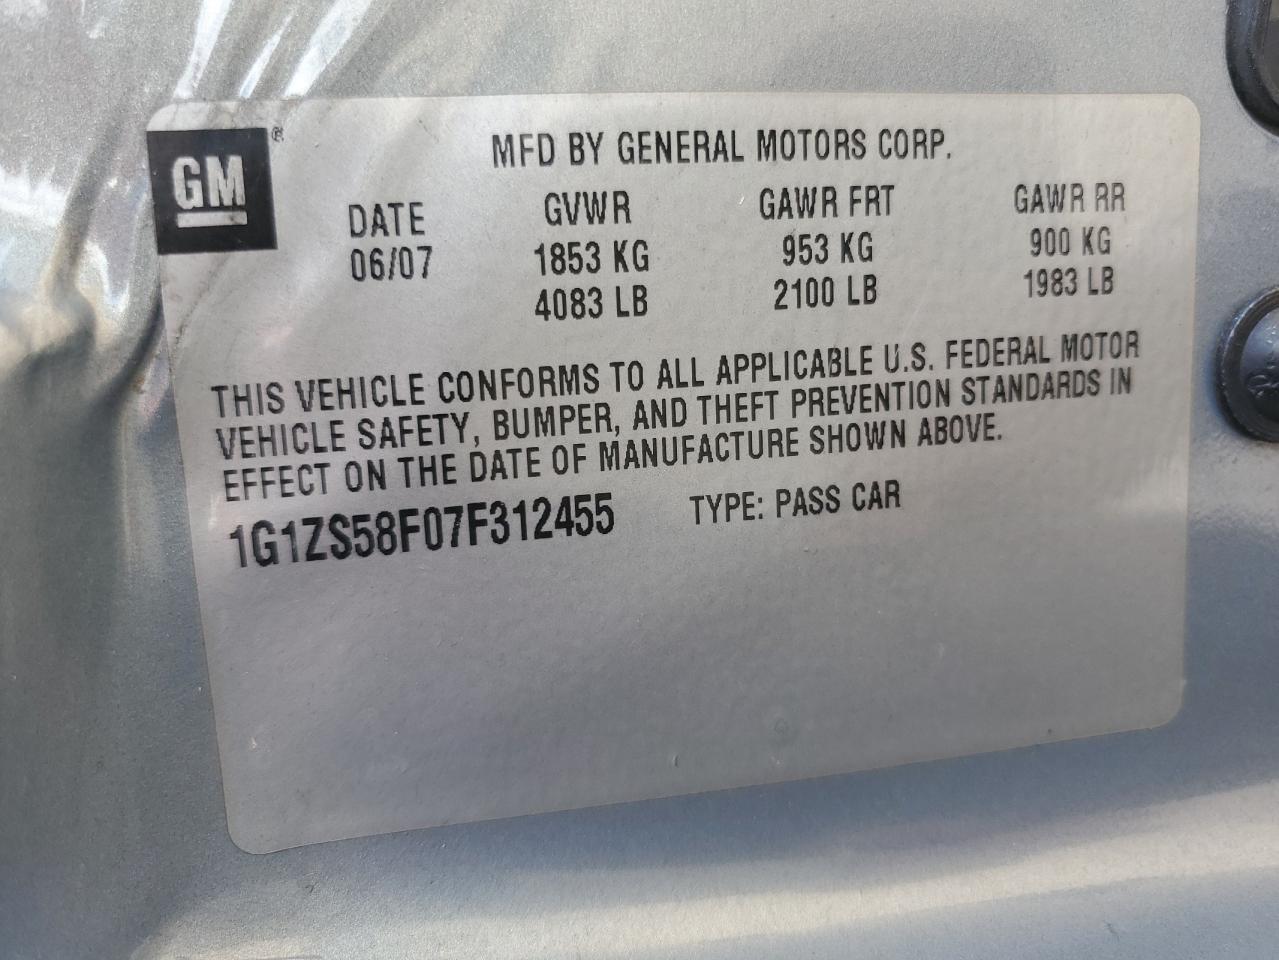 GM®
MFD BY GENERAL MOTORS CORP.
DATE GVWR GAWR FRT GAWR RR
06/07 1853 KG 953 KG 900 KG
4083 LB 2100 LB 1983 LB
THIS VEHICLE CONFORMS TO ALL APPLICABLE U.S. FEDERAL MOTOR
VEHICLE SAFETY, BUMPER, AND THEFT PREVENTION STANDARDS IN
EFFECT ON THE DATE OF MANUFACTURE SHOWN ABOVE.
1G1ZS58F07F312455 TYPE: PASS CAR